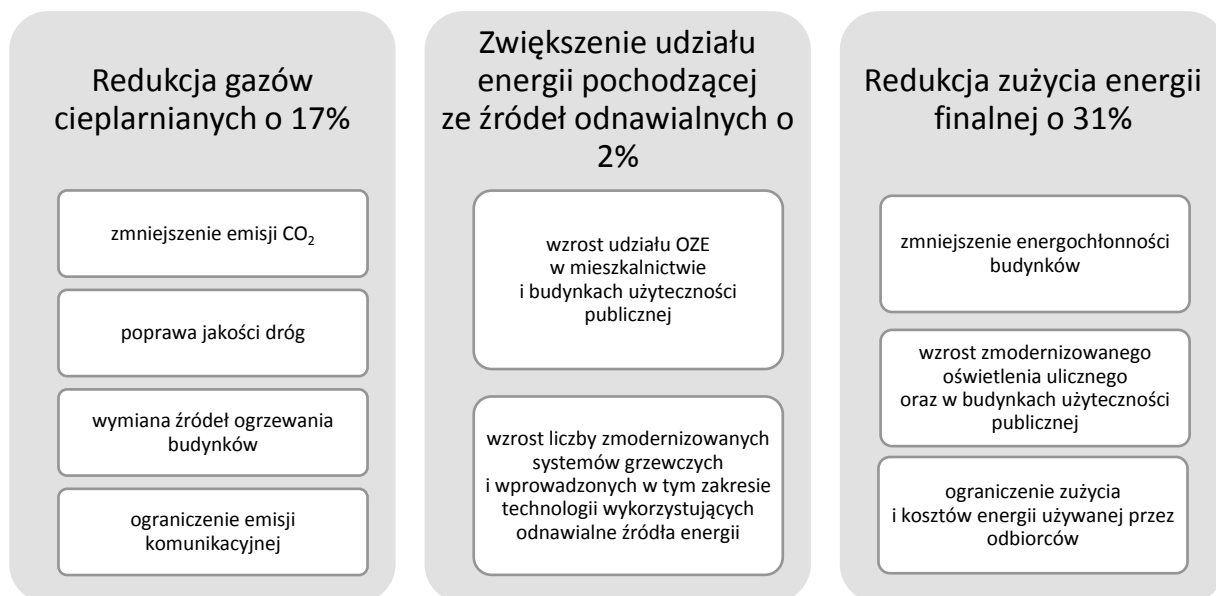 Redukcja gazów
cieplarnianych o 17%
zmniejszenie emisji CO₂
poprawa jakości dróg
wymiana źródeł ogrzewania
budynków
ograniczenie emisji
komunikacyjnej
Zwiększenie udziału
energii pochodzącej
ze źródeł odnawialnych o
2%
wzrost udziału OZE
w mieszkalnictwie
i budynkach użyteczności
publicznej
wzrost liczby zmodernizowanych
systemów grzewczych
i wprowadzonych w tym zakresie
technologii wykorzystujących
odnawialne źródła energii
Redukcja zużycia energii
finalnej o 31%
zmniejszenie energochłonności
budynków
wzrost zmodernizowanego
oświetlenia ulicznego
oraz w budynkach użyteczności
publicznej
ograniczenie zużycia
i kosztów energii używanej przez
odbiorców